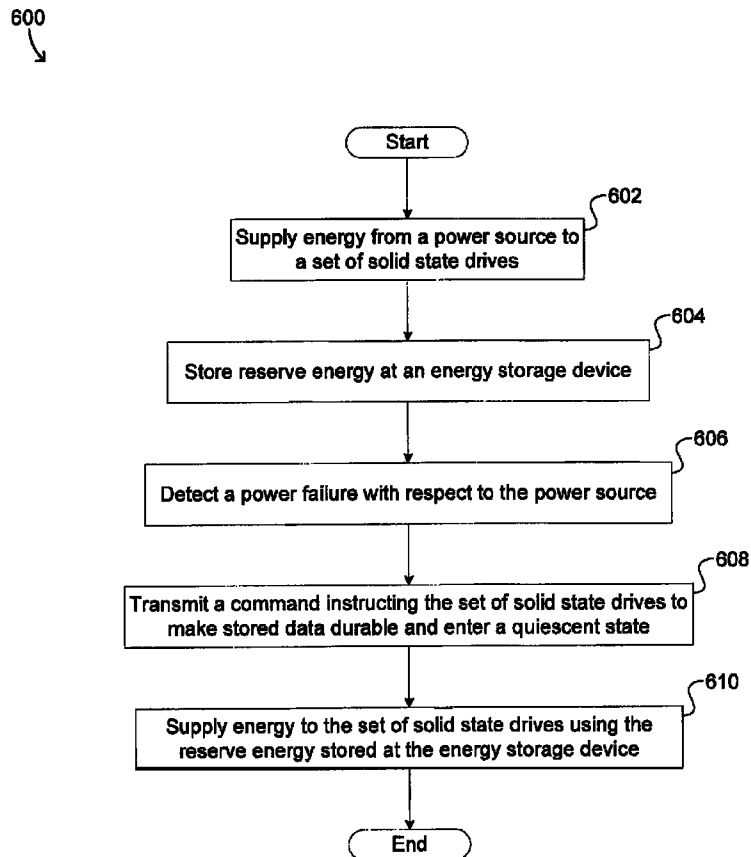 600
Start
602
Supply energy from a power source to
a set of solid state drives
604
Store reserve energy at an energy storage device
606
Detect a power failure with respect to the power source
608
Transmit a command instructing the set of solid state drives to
make stored data durable and enter a quiescent state
610
Supply energy to the set of solid state drives using the
reserve energy stored at the energy storage device
End